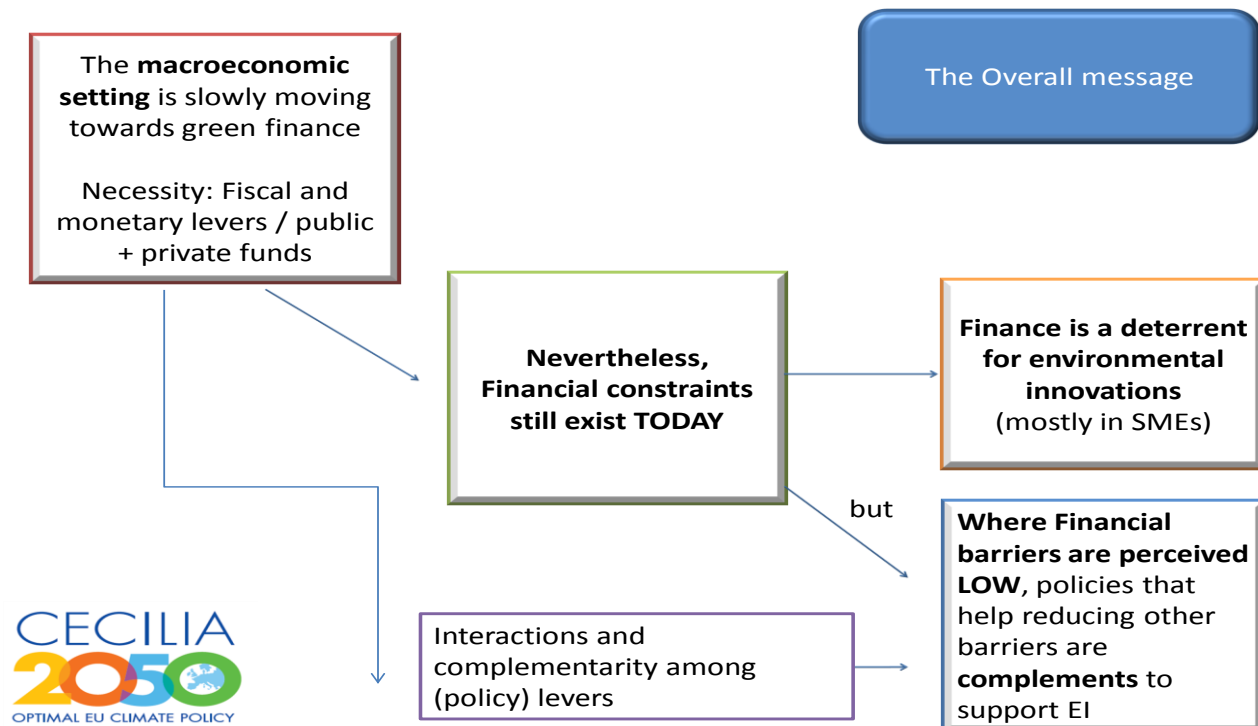 The macroeconomic
setting is slowly moving
towards green finance
Necessity: Fiscal and
monetary levers / public
+ private funds
The Overall message
Nevertheless,
Financial constraints
still exist TODAY
Finance is a deterrent
for environmental
innovations
(mostly in SMEs)
but
Where Financial
barriers are perceived
LOW, policies that
help reducing other
barriers are
complements to
support EI
Interactions and
complementarity among
(policy) levers
CECILIA
2050
OPTIMAL EU CLIMATE POLICY